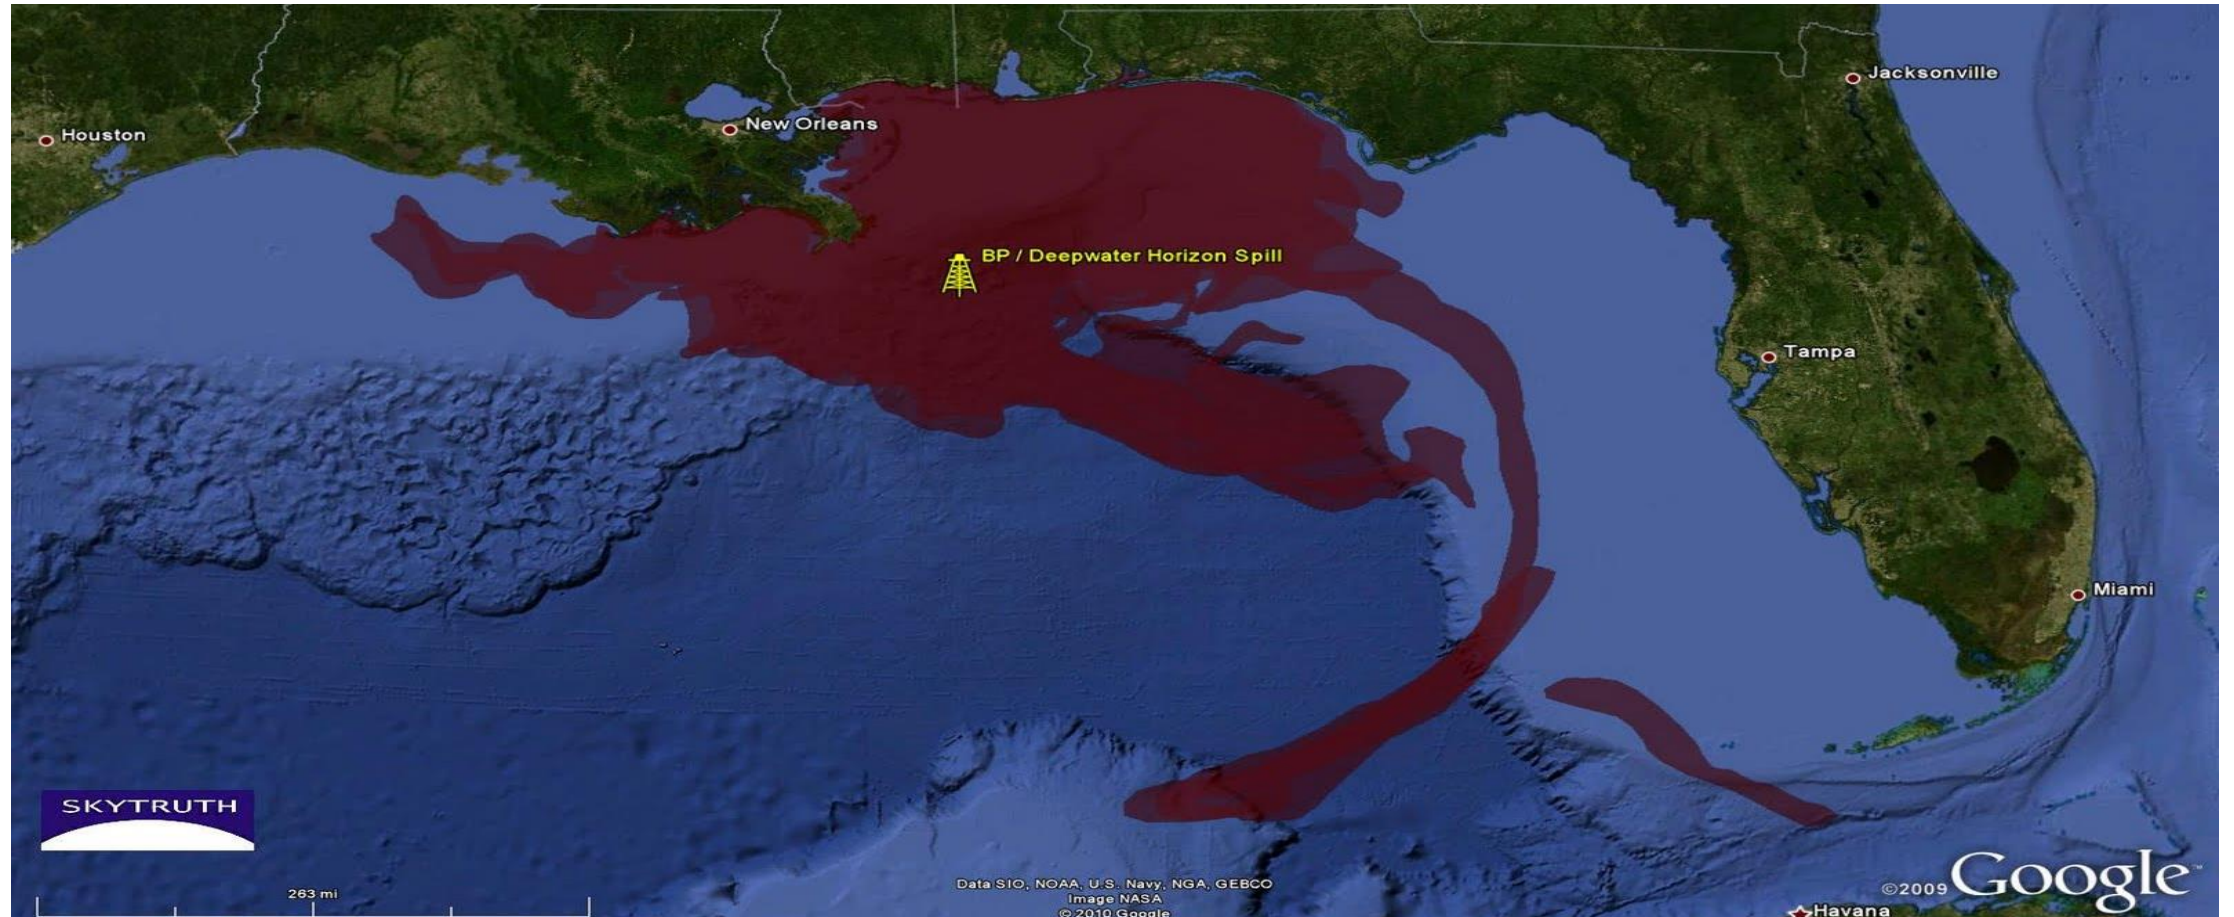 Jacksonville
New Orleans
Houston
BP / Deepwater Horizon Spill
Tampa
Miami
SKYTRUTH
263 mi
Data SIO, NOAA, U.S. Navy, NGA, GEBCO
Image NASA
© 2010 Google
©2009 Google™
Havana